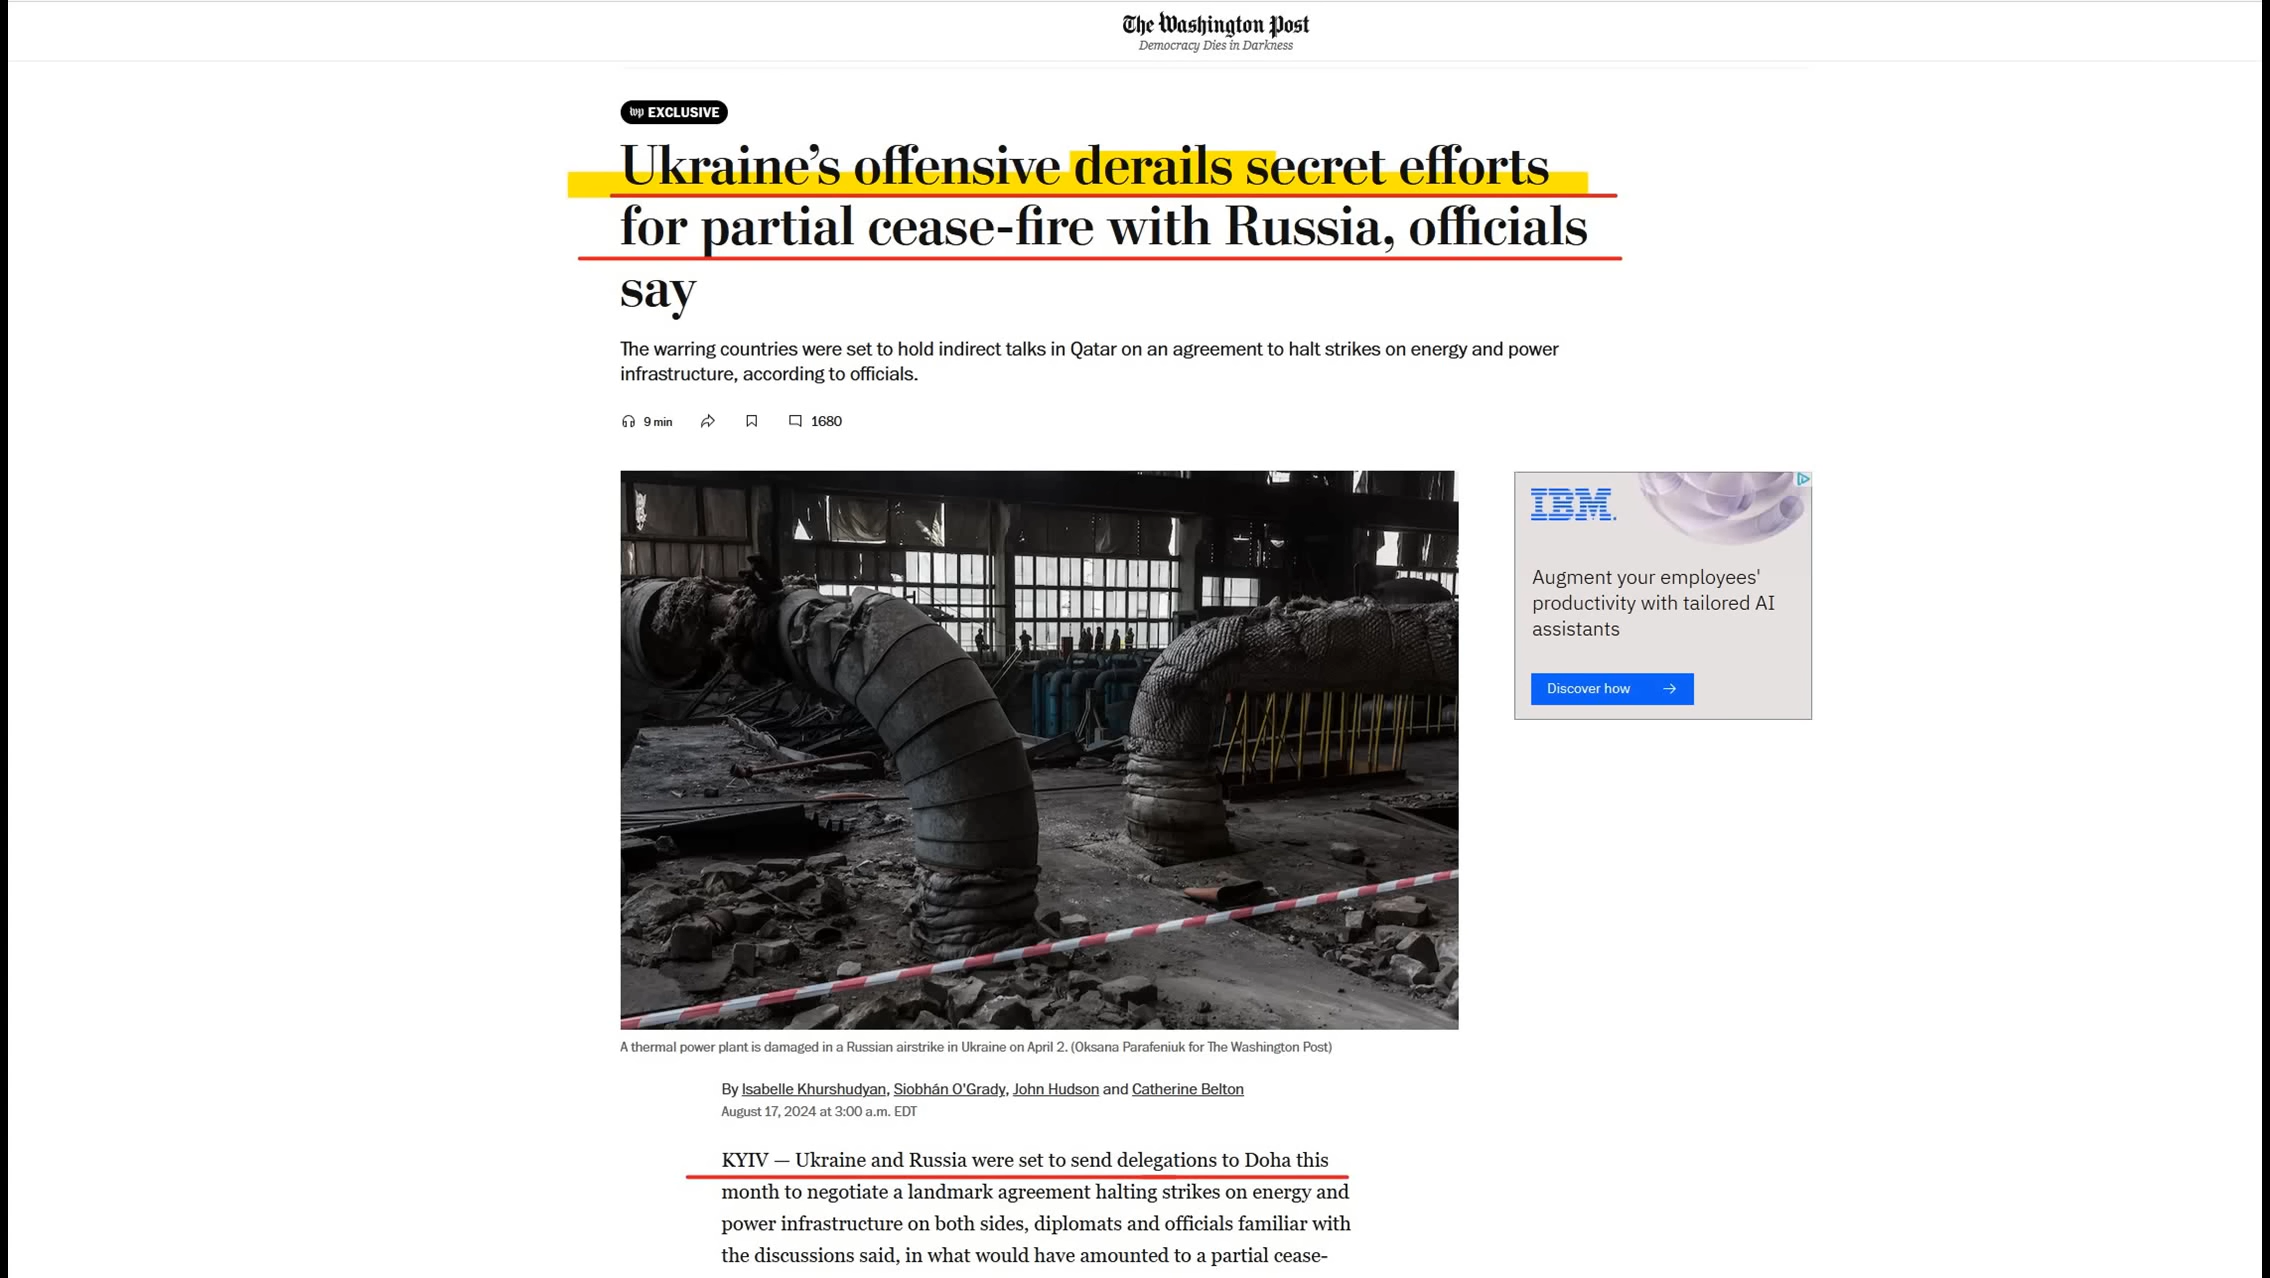 The Washington Post
Democracy Dies in Darkness
wp EXCLUSIVE
Ukraine’s offensive derails secret efforts
for partial cease-fire with Russia, officials
say
The warring countries were set to hold indirect talks in Qatar on an agreement to halt strikes on energy and power
infrastructure, according to officials.
9 min
1680
IBM
Augment your employees'
productivity with tailored AI
assistants
Discover how
A thermal power plant is damaged in a Russian airstrike in Ukraine on April 2. (Oksana Parafeniuk for The Washington Post)
By Isabelle Khurshudyan, Siobhán O'Grady, John Hudson and Catherine Belton
August 17, 2024 at 3:00 a.m. EDT
KYIV — Ukraine and Russia were set to send delegations to Doha this
month to negotiate a landmark agreement halting strikes on energy and
power infrastructure on both sides, diplomats and officials familiar with
the discussions said, in what would have amounted to a partial cease-